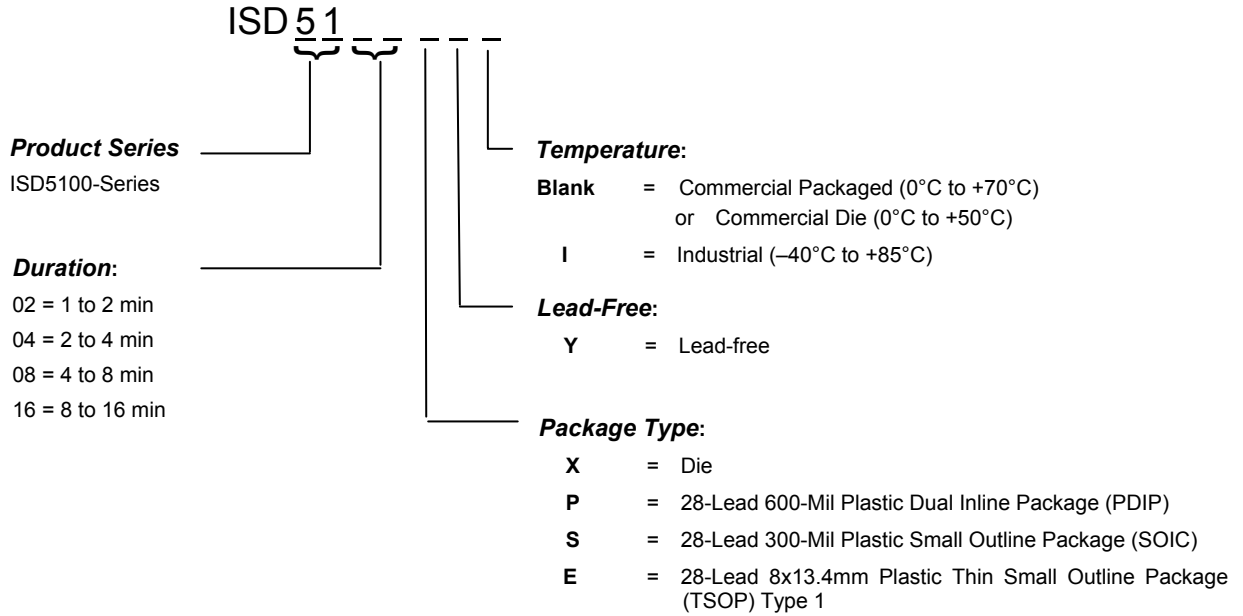 ISD 5 1
Product Series
ISD5100-Series
Duration:
02 = 1 to 2 min
04 = 2 to 4 min
08 = 4 to 8 min
16 = 8 to 16 min
Temperature:
Blank = Commercial Packaged (0°C to +70°C)
or Commercial Die (0°C to +50°C)
I = Industrial (–40°C to +85°C)
Lead-Free:
Y = Lead-free
Package Type:
X = Die
P = 28-Lead 600-Mil Plastic Dual Inline Package (PDIP)
S = 28-Lead 300-Mil Plastic Small Outline Package (SOIC)
E = 28-Lead 8x13.4mm Plastic Thin Small Outline Package
(TSOP) Type 1